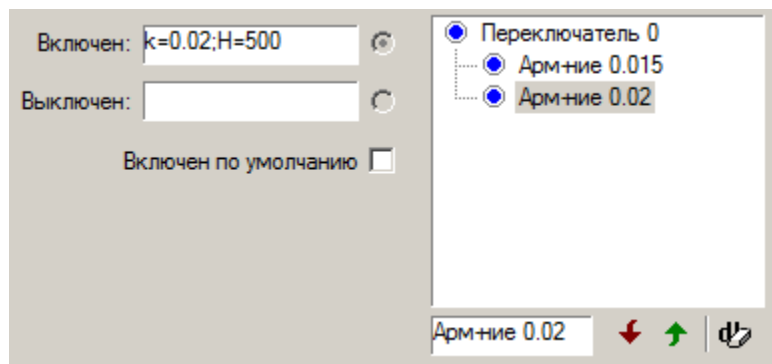 Включен: k=0.02;H=500
Выключен:
Включен по умолчанию
Переключатель 0
Арм-ние 0.015
Арм-ние 0.02
Арм-ние 0.02